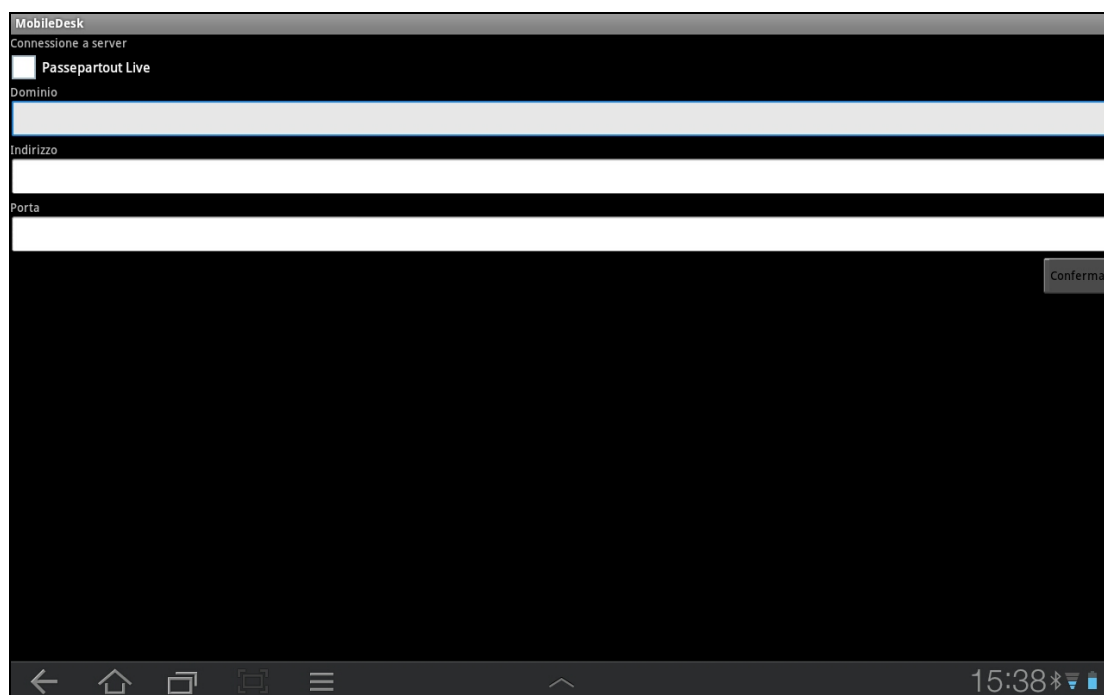 MobileDesk
Connessione a server
Passepartout Live
Dominio
Indirizzo
Porta
Conferma
15:38